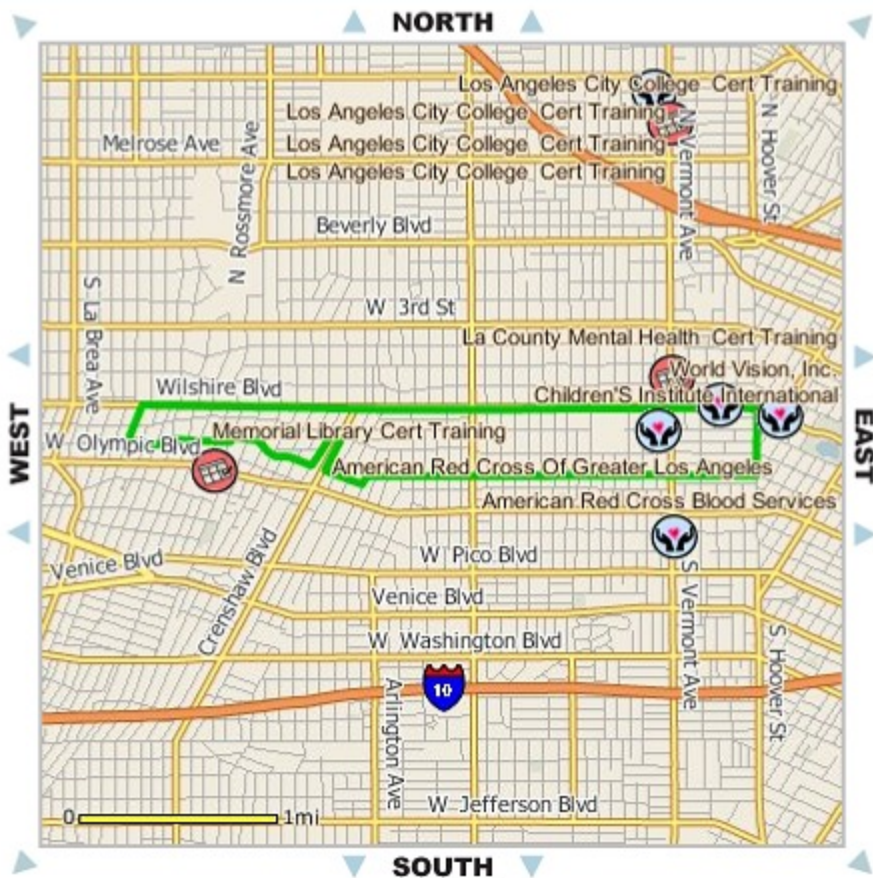 NORTH
Los Angeles City College Cert Training
Los Angeles City College Cert Training
Melrose Ave
Los Angeles City College Cert Training
Los Angeles City College Cert Training
N Rossmore Ave
N Vermont Ave
N Hoover St
Beverly Blvd
W 3rd St
S La Brea Ave
La County Mental Health Cert Training
World Vision, Inc.
Wilshire Blvd
Children'S Institute International
WEST
EAST
W Olympic Blvd
Memorial Library Cert Training
American Red Cross Of Greater Los Angeles
American Red Cross Blood Services
W Pico Blvd
Venice Blvd
Crenshaw Blvd
Venice Blvd
S Vermont Ave
W Washington Blvd
S Hoover St
10
Arlington Ave
W Jefferson Blvd
0 1mi
SOUTH